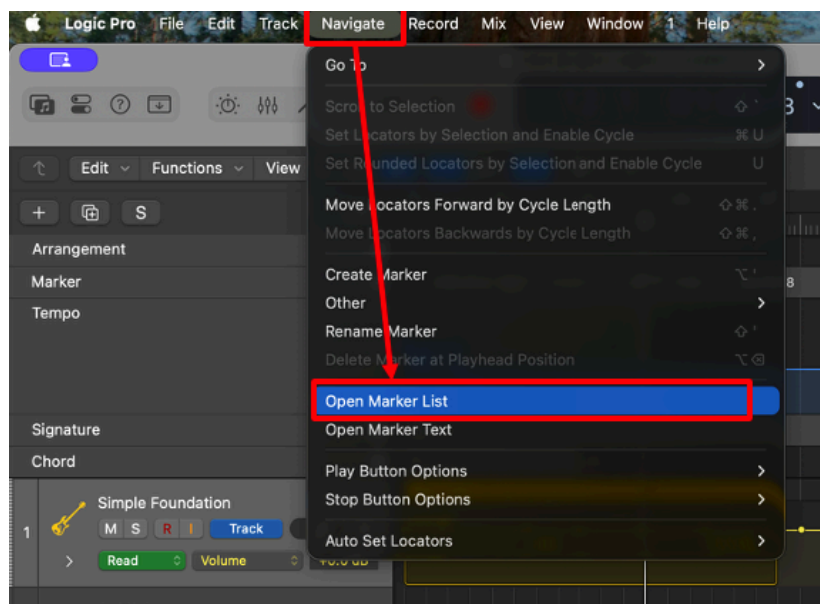 Logic Pro File Edit Track Navigate Record Mix View Window 1 Help
Go To
Scroll to Selection ⇧ `
Set Locators by Selection and Enable Cycle ⌘ U
Set Rounded Locators by Selection and Enable Cycle U
Edit Functions View
Move Locators Forward by Cycle Length ⇧ ⌘ .
S
Move Locators Backwards by Cycle Length ⇧ ⌘ ,
Arrangement
Create Marker ⌥ '
Marker
8
Other
Tempo
Rename Marker ⇧ '
Delete Marker at Playhead Position ⌥ ⌫
Open Marker List
Signature
Open Marker Text
Chord
Play Button Options
Stop Button Options
Simple Foundation
1 M S R I Track
Auto Set Locators
Read Volume